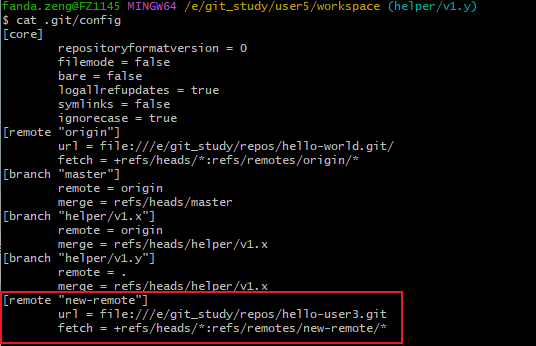 fanda.zeng@FZ1145 MINGW64 /e/git_study/user5/workspace (helper/v1.y)
$ cat .git/config
[core]
        repositoryformatversion = 0
        filemode = false
        bare = false
        logallrefupdates = true
        symlinks = false
        ignorecase = true
[remote "origin"]
        url = file:///e/git_study/repos/hello-world.git/
        fetch = +refs/heads/*:refs/remotes/origin/*
[branch "master"]
        remote = origin
        merge = refs/heads/master
[branch "helper/v1.x"]
        remote = origin
        merge = refs/heads/helper/v1.x
[branch "helper/v1.y"]
        remote = .
        merge = refs/heads/helper/v1.x
[remote "new-remote"]
        url = file:///e/git_study/repos/hello-user3.git
        fetch = +refs/heads/*:refs/remotes/new-remote/*